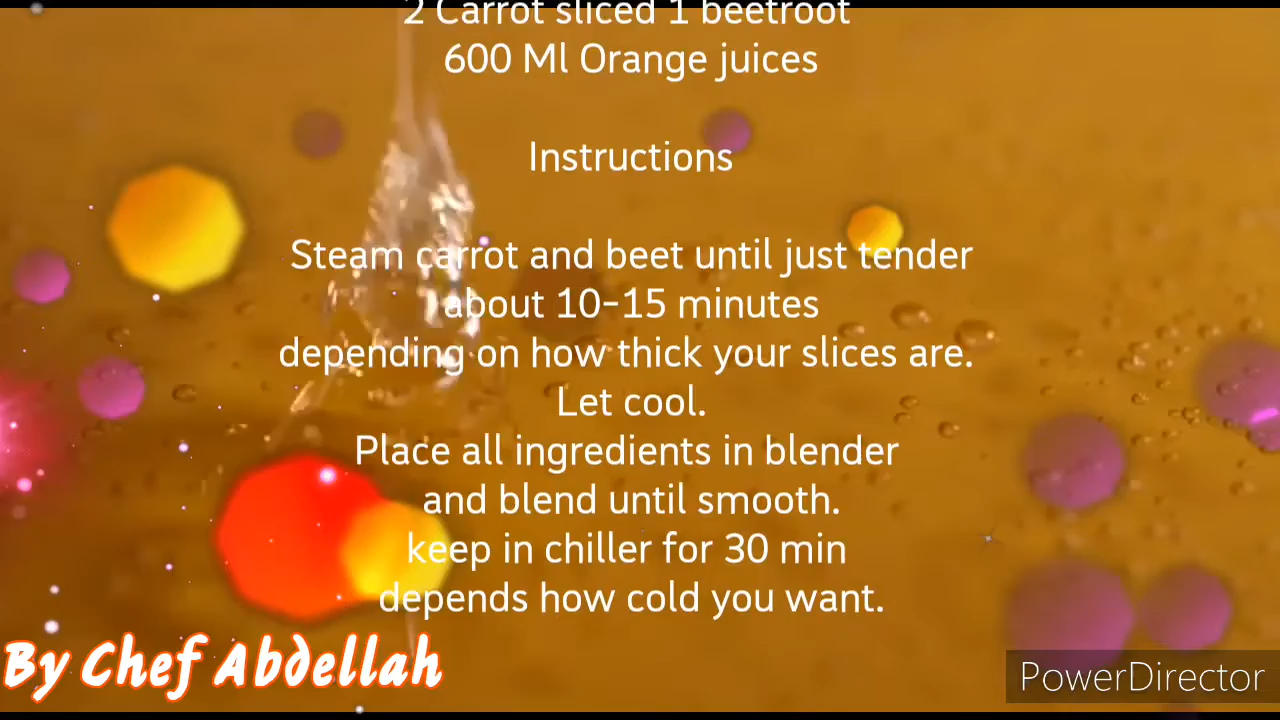 2 Carrot sliced 1 beetroot
600 Ml Orange juices
Instructions
Steam carrot and beet until just tender
about 10-15 minutes
depending on how thick your slices are.
Let cool.
Place all ingredients in blender
and blend until smooth.
keep in chiller for 30 min
depends how cold you want.
By Chef Abdellah
PowerDirector